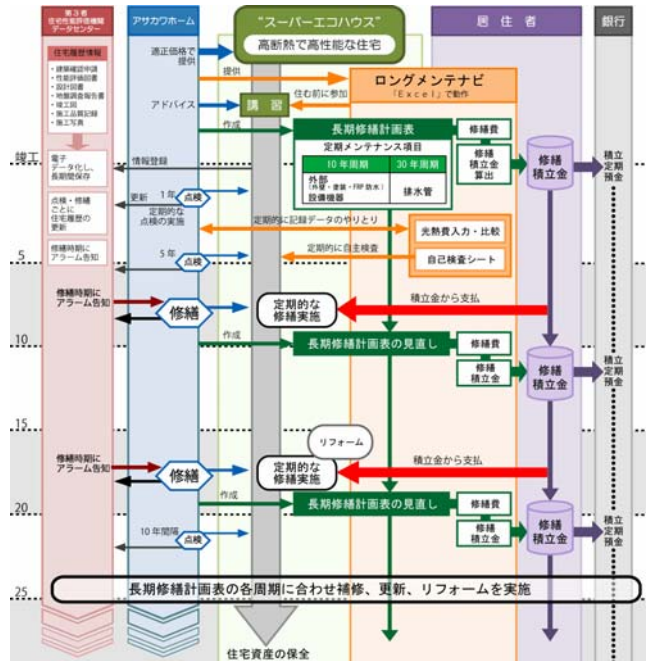 第3者
住宅性能評価機関
データセンター
アサカワホーム
"スーパーエコハウス"
高断熱で高性能な住宅
居住者
銀行
住宅履歴情報
・建築確認申請
・性能評価図書
・設計図書
・地盤調査報告書
・竣工図
・施工品質記録
・施工写真
適正価格で
提供
提供
ロングメンテナビ
「Excel」で動作
アドバイス
講習
住む前に参加
作成
長期修繕計画表
定期メンテナンス項目
10年周期
30年周期
外部
(外壁・塗装・FRP防水)
設備機器
排水管
修繕費
修繕
積立金
算出
修繕
積立金
積立
定期
預金
竣工
電子
データ化し、
長期間保存
情報登録
点検・修繕
ごとに
住宅履歴の
更新
更新
1年
点検
定期的な
点検の実施
定期的に記録データのやりとり
光熱費入力・比較
修繕時期に
アラーム告知
定期的に自主検査
自己検査シート
5年
点検
5
修繕時期に
アラーム告知
修繕
定期的な
修繕実施
積立金から支払
作成
長期修繕計画表の見直し
修繕費
10
修繕
積立金
修繕
積立金
積立
定期
預金
15
リフォーム
修繕時期に
アラーム告知
修繕
定期的な
修繕実施
積立金から支払
作成
長期修繕計画表の見直し
修繕費
20
修繕
積立金
修繕
積立金
積立
定期
預金
10年間隔
点検
25
長期修繕計画表の各周期に合わせ補修、更新、リフォームを実施
住宅資産の保全